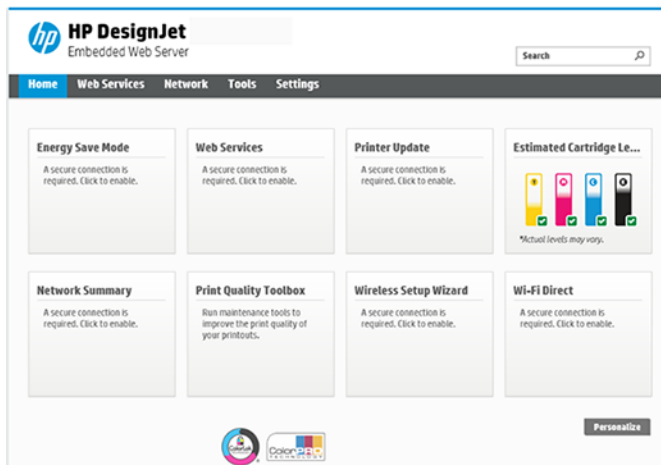 hp
HP DesignJet
Embedded Web Server
Search
Home Web Services Network Tools Settings
Energy Save Mode
A secure connection is
required. Click to enable.
Web Services
A secure connection is
required. Click to enable.
Printer Update
A secure connection is
required. Click to enable.
Estimated Cartridge Le...
Y M C K
*Actual levels may vary.
Network Summary
A secure connection is
required. Click to enable.
Print Quality Toolbox
Run maintenance tools to
improve the print quality of
your printouts.
Wireless Setup Wizard
A secure connection is
required. Click to enable.
Wi-Fi Direct
A secure connection is
required. Click to enable.
Personalize
ColorLok
ColorPRO
TECHNOLOGY